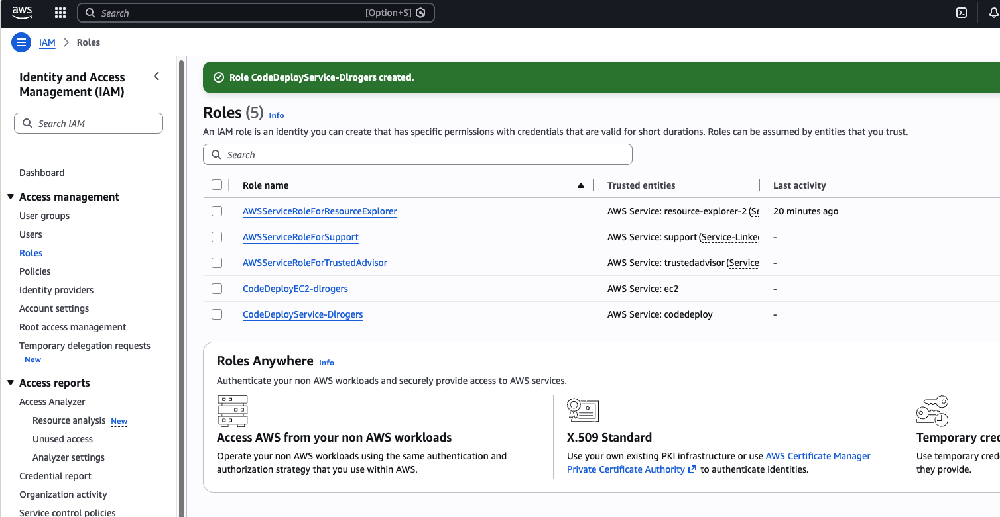 aws
Search [Option+S]
IAM Roles
Identity and Access
Management (IAM)
Search IAM
Dashboard
Access management
User groups
Users
Roles
Policies
Identity providers
Account settings
Root access management
Temporary delegation requests
New
Access reports
Access Analyzer
Resource analysis New
Unused access
Analyzer settings
Credential report
Organization activity
Service control policies
Role CodeDeployService-Dlrogers created.
Roles (5) Info
An IAM role is an identity you can create that has specific permissions with credentials that are valid for short durations. Roles can be assumed by entities that you trust.
Search
Role name Trusted entities Last activity
AWSServiceRoleForResourceExplorer AWS Service: resource-explorer-2 (Se 20 minutes ago
AWSServiceRoleForSupport AWS Service: support (Service-Linked -
AWSServiceRoleForTrustedAdvisor AWS Service: trustedadvisor (Service -
CodeDeployEC2-dlrogers AWS Service: ec2 -
CodeDeployService-Dlrogers AWS Service: codedeploy -
Roles Anywhere Info
Authenticate your non AWS workloads and securely provide access to AWS services.
Access AWS from your non AWS workloads
Operate your non AWS workloads using the same authentication and
authorization strategy that you use within AWS.
X.509 Standard
Use your own existing PKI infrastructure or use AWS Certificate Manager
Private Certificate Authority to authenticate identities.
Temporary cred
Use temporary cred
they provide.